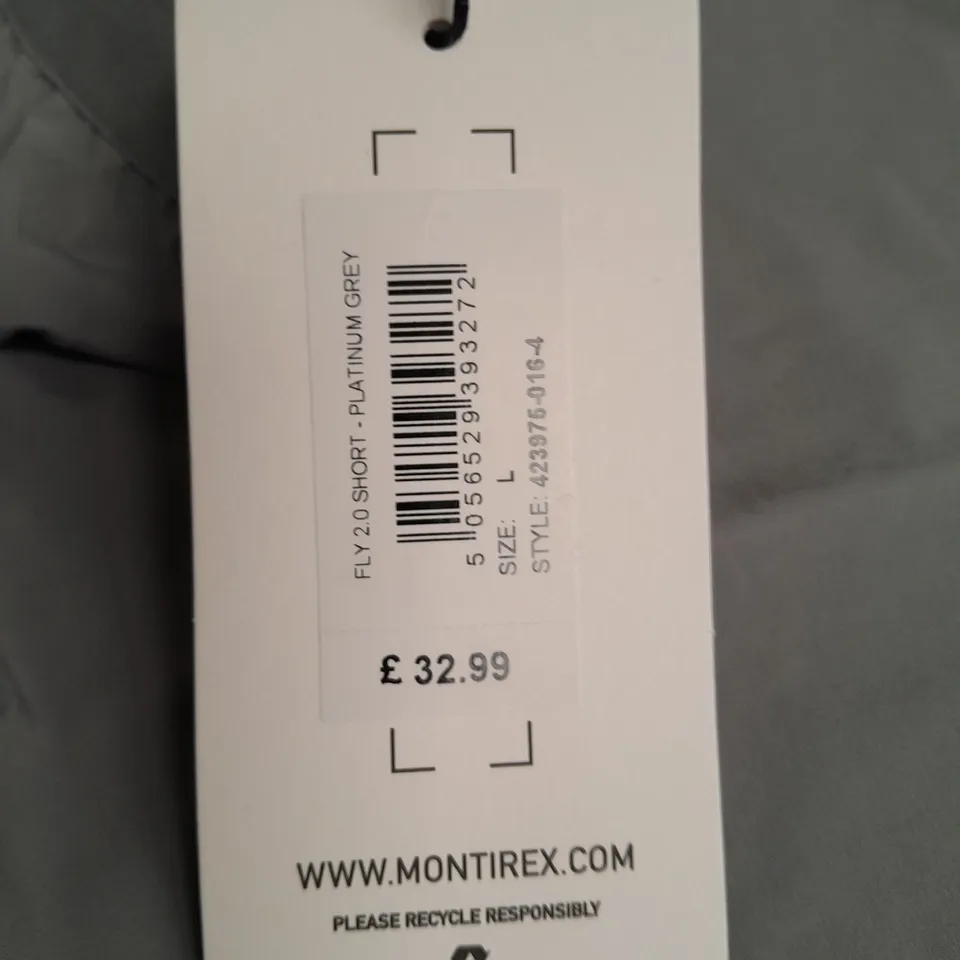 FLY 2.0 SHORT - PLATINUM GREY
5 056529 393272
SIZE: L
STYLE: 423975-016-4
£ 32.99
WWW.MONTIREX.COM
PLEASE RECYCLE RESPONSIBLY